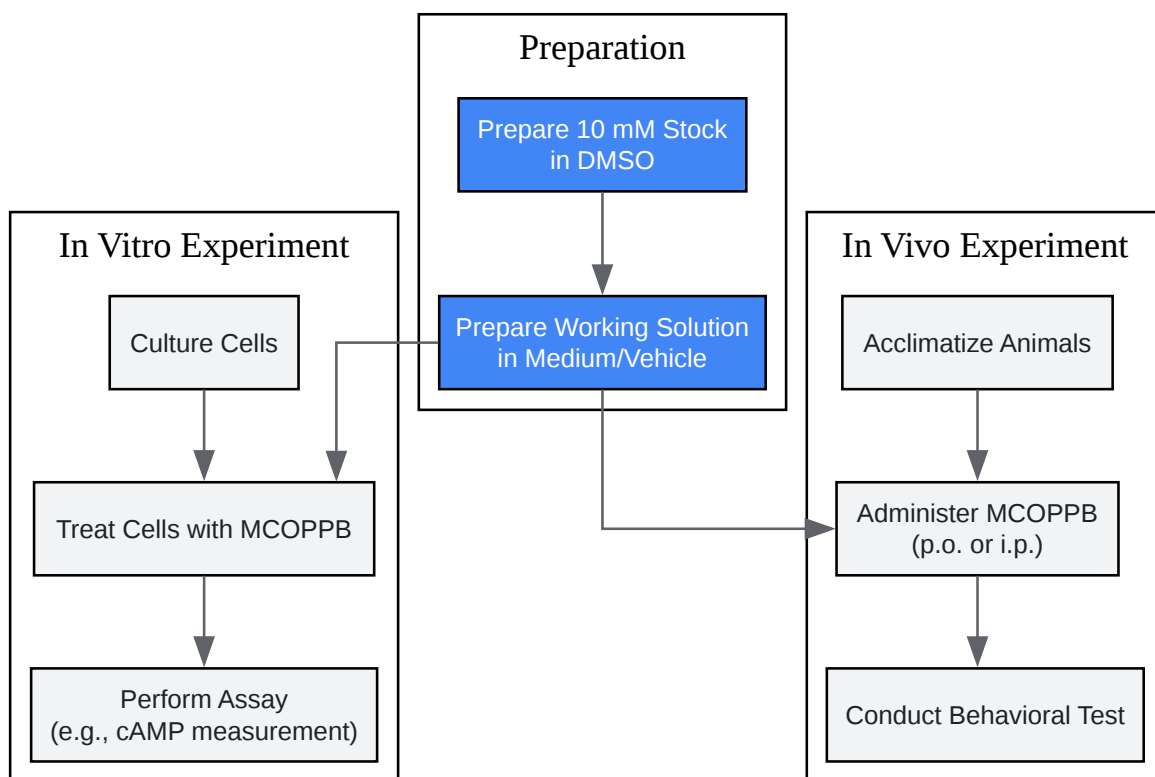 Preparation
Prepare 10 mM Stock
in DMSO
Prepare Working Solution
in Medium/Vehicle
In Vitro Experiment
Culture Cells
Treat Cells with MCOPPB
Perform Assay
(e.g., cAMP measurement)
In Vivo Experiment
Acclimatize Animals
Administer MCOPPB
(p.o. or i.p.)
Conduct Behavioral Test